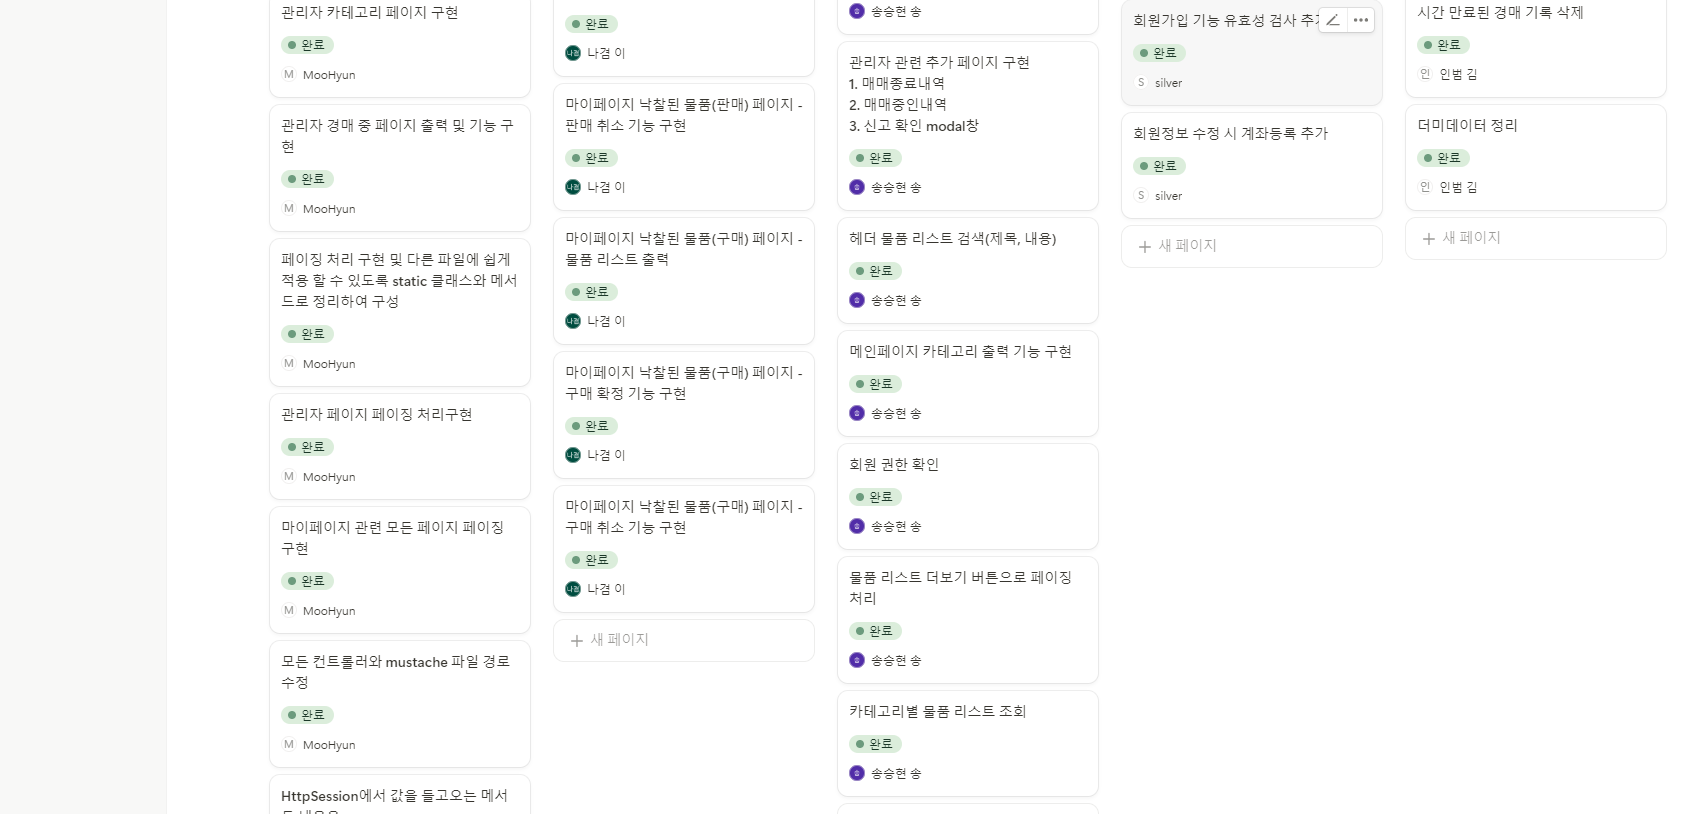 관리자 카테고리 페이지 구현
완료
MooHyun
관리자 경매 중 페이지 출력 및 기능 구
현
완료
M MooHyun
페이징 처리 구현 및 다른 파일에 쉽게
적용 할 수 있도록 static 클래스와 메서
드로 정리하여 구성
완료
M MooHyun
관리자 페이지 페이징 처리구현
완료
M MooHyun
마이페이지 관련 모든 페이지 페이징
구현
완료
M MooHyun
모든 컨트롤러와 mustache 파일 경로
수정
완료
M MooHyun
HttpSession에서 값을 들고오는 메서
완료
나겸 이
마이페이지 낙찰된 물품(판매) 페이지 -
판매 취소 기능 구현
완료
나겸 이
마이페이지 낙찰된 물품(구매) 페이지 -
물품 리스트 출력
완료
나겸 이
마이페이지 낙찰된 물품(구매) 페이지 -
구매 확정 기능 구현
완료
나겸 이
마이페이지 낙찰된 물품(구매) 페이지 -
구매 취소 기능 구현
완료
나겸 이
+ 새 페이지
송승현 송
관리자 관련 추가 페이지 구현
1. 매매종료내역
2. 매매중인내역
3. 신고 확인 modal창
완료
송승현 송
헤더 물품 리스트 검색(제목, 내용)
완료
송승현 송
메인페이지 카테고리 출력 기능 구현
완료
송승현 송
회원 권한 확인
완료
송승현 송
물품 리스트 더보기 버튼으로 페이징
처리
완료
송승현 송
카테고리별 물품 리스트 조회
완료
송승현 송
회원가입 기능 유효성 검사
완료
S silver
회원정보 수정 시 계좌등록 추가
완료
S silver
+ 새 페이지
시간 만료된 경매 기록 삭제
완료
인 인범 김
더미데이터 정리
완료
인 인범 김
+ 새 페이지